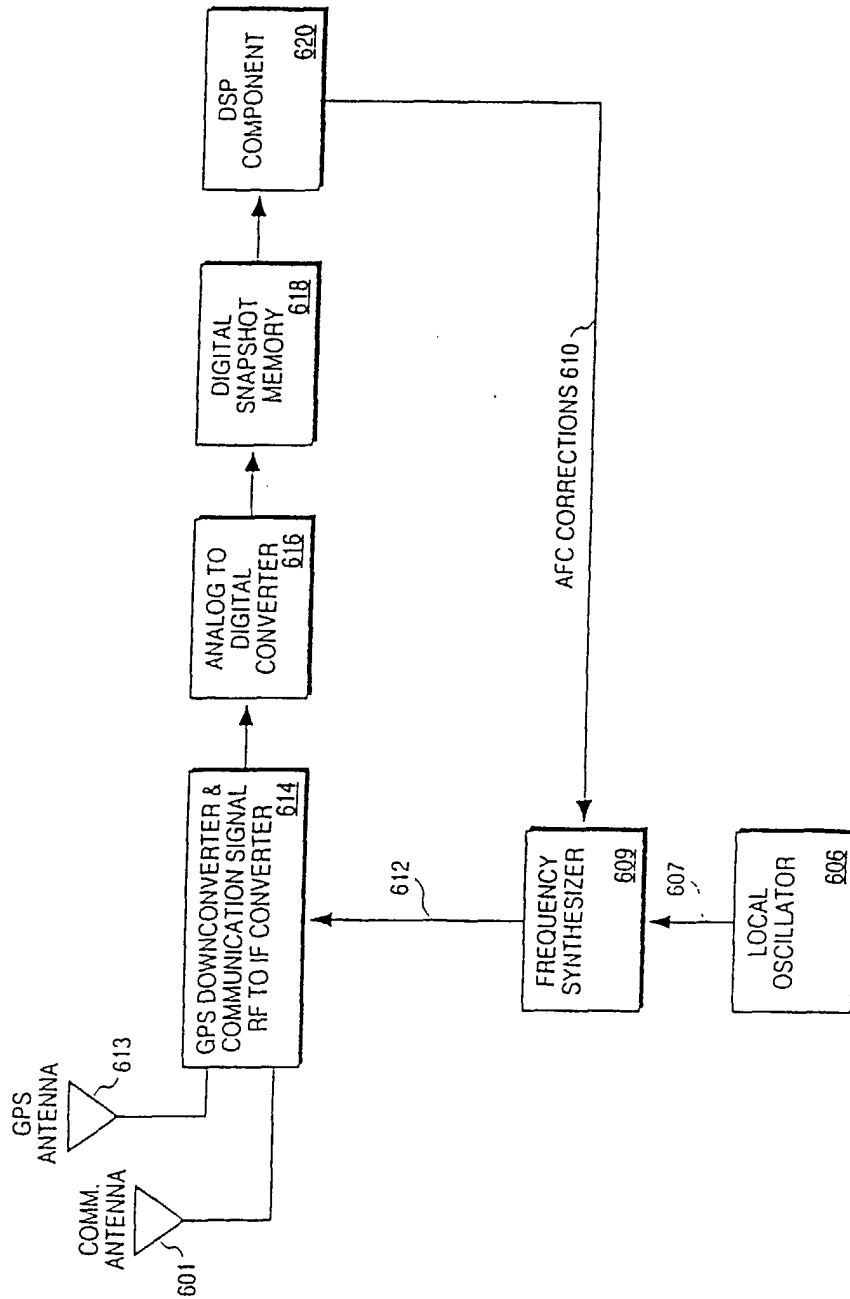 GPS
ANTENNA
613
COMM.
ANTENNA
601
GPS DOWNCONVERTER &
COMMUNICATION SIGNAL
RF TO IF CONVERTER
614
ANALOG TO
DIGITAL
CONVERTER
616
DIGITAL
SNAPSHOT
MEMORY
618
DSP
COMPONENT
620
612
AFC CORRECTIONS 610
FREQUENCY
SYNTHESIZER
609
607
LOCAL
OSCILLATOR
606